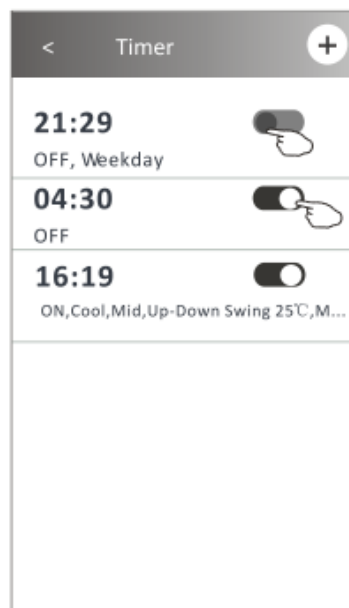 < Timer +
21:29
OFF, Weekday
04:30
OFF
16:19
ON,Cool,Mid,Up-Down Swing 25℃,M...